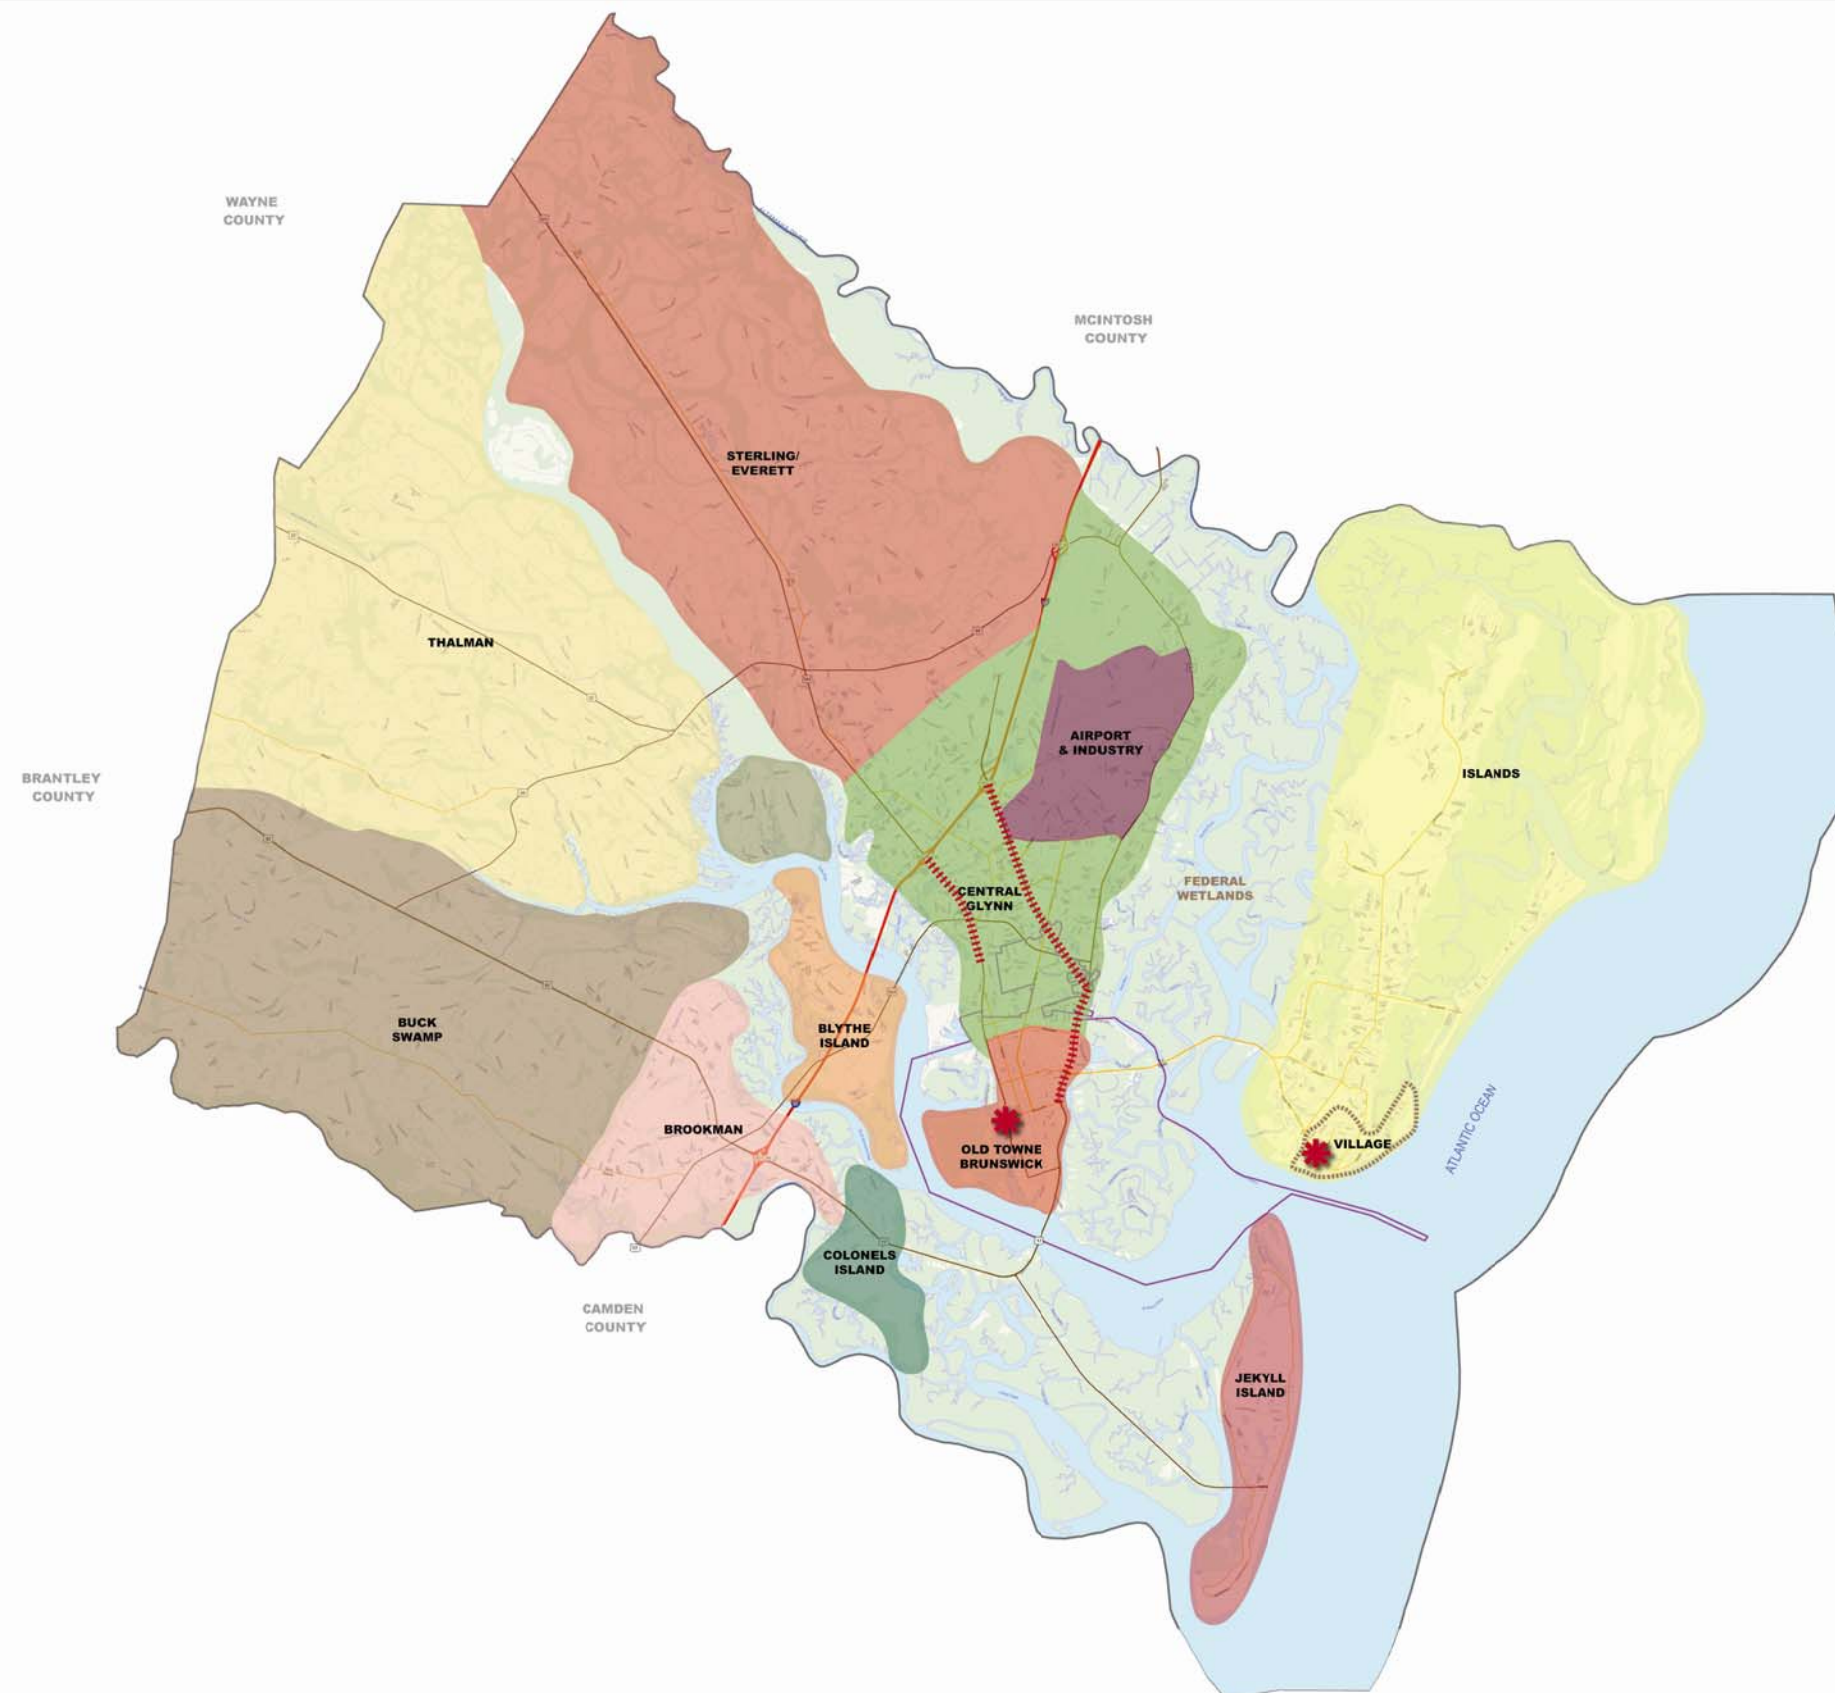 WAYNE
COUNTY
MCINTOSH
COUNTY
STERLING/
EVERETT
THALMAN
AIRPORT
& INDUSTRY
BRANTLEY
COUNTY
ISLANDS
CENTRAL
GLYNN
FEDERAL
WETLANDS
BUCK
SWAMP
BLYTHE
ISLAND
BROOKMAN
OLD TOWNE
BRUNSWICK
VILLAGE
ATLANTIC OCEAN
COLONELS
ISLAND
CAMDEN
COUNTY
JEKYLL
ISLAND